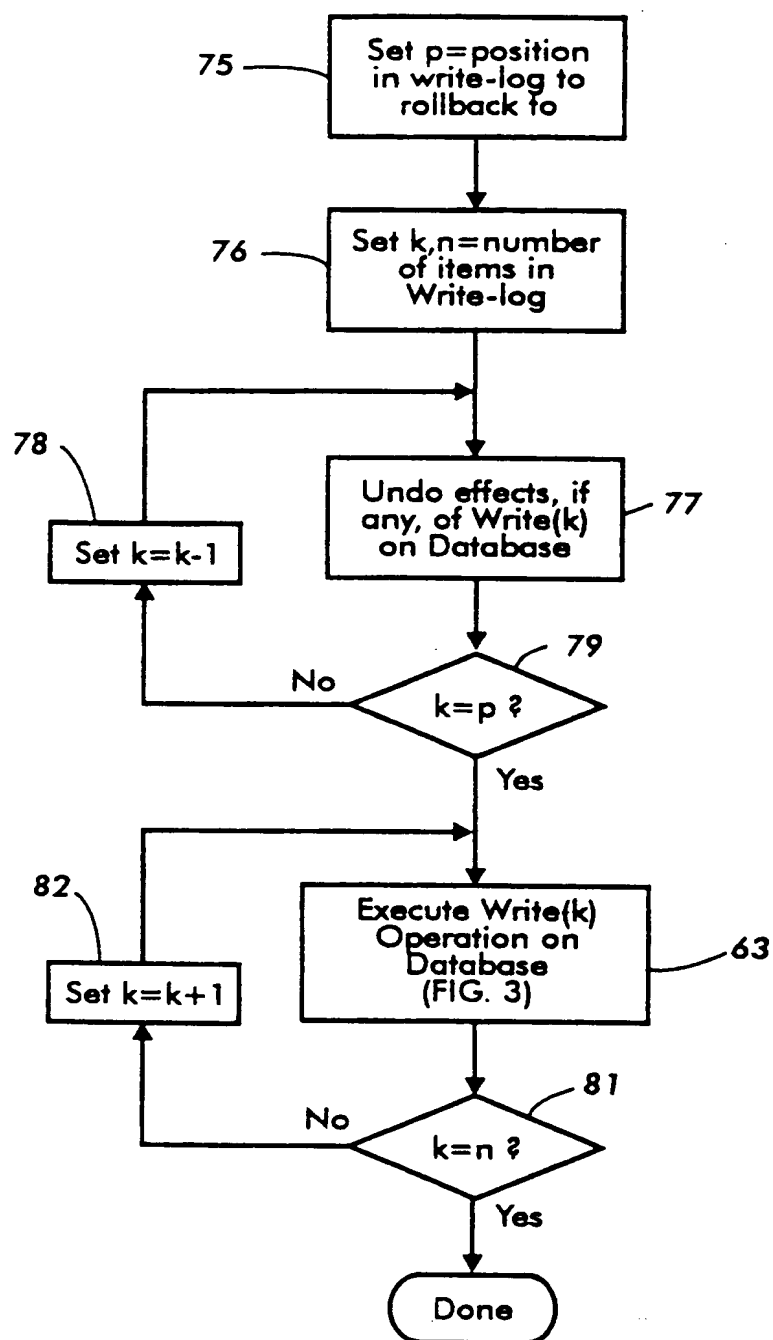 75
Set p=position
in write-log to
rollback to
76
Set k,n=number
of items in
Write-log
78
Set k=k-1
Undo effects, if
any, of Write(k)
on Database
77
79
No
k=p ?
Yes
82
Set k=k+1
Execute Write(k)
Operation on
Database
(FIG. 3)
63
81
No
k=n ?
Yes
Done